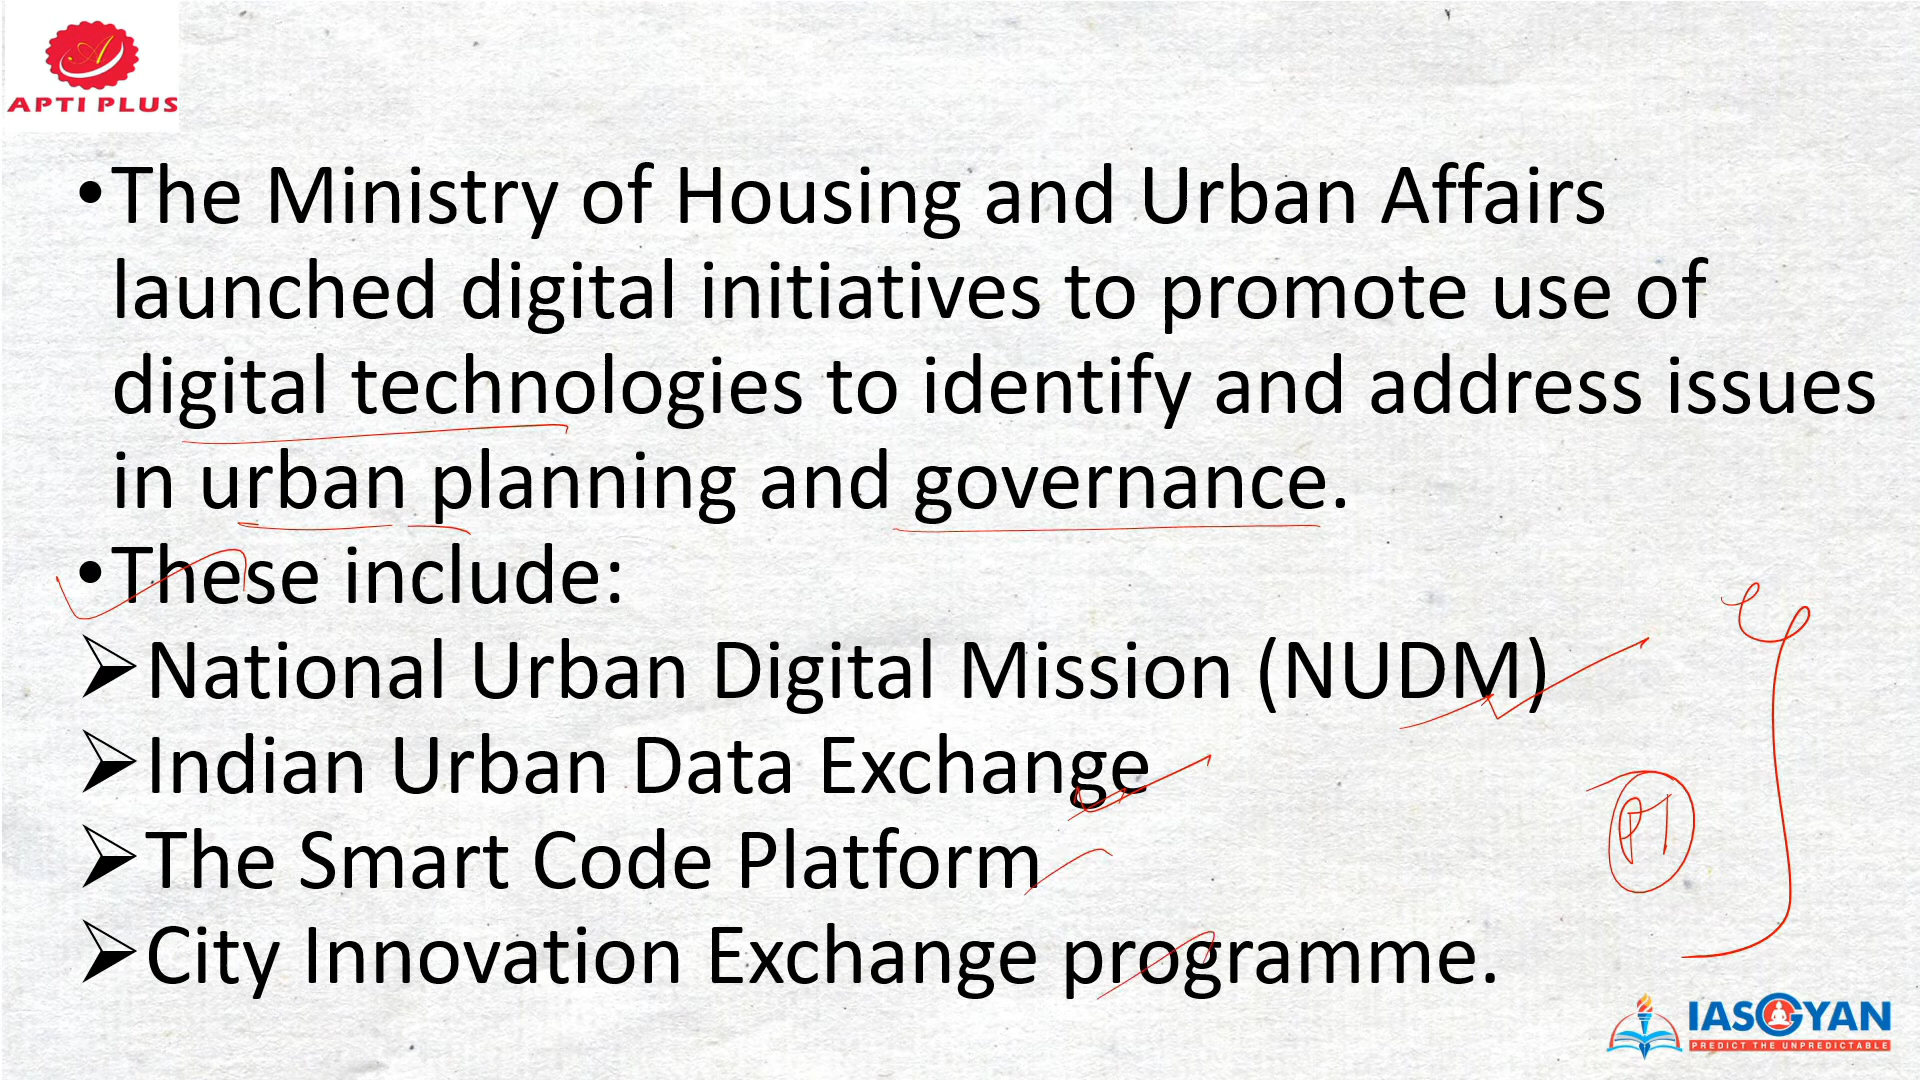 APTI PLUS
•The Ministry of Housing and Urban Affairs
launched digital initiatives to promote use of
digital technologies to identify and address issues
in urban planning and governance.
•These include:
➢National Urban Digital Mission (NUDM)
➢Indian Urban Data Exchange
➢The Smart Code Platform
➢City Innovation Exchange programme.
IASGYAN
PREDICT THE UNPREDICTABLE